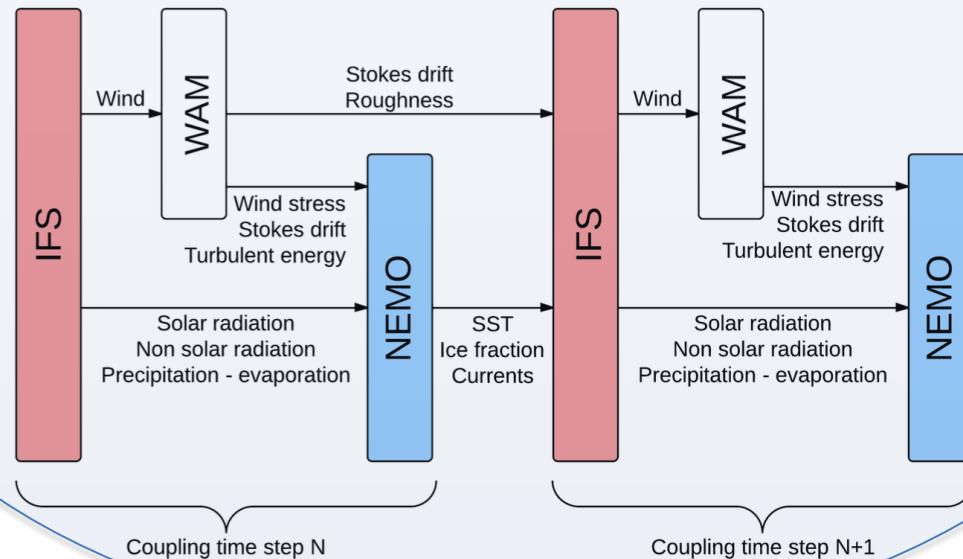 IFS
Wind
WAM
Stokes drift
Roughness
Wind stress
Stokes drift
Turbulent energy
Solar radiation
Non solar radiation
Precipitation - evaporation
NEMO
SST
Ice fraction
Currents
Coupling time step N
IFS
Wind
WAM
Wind stress
Stokes drift
Turbulent energy
Solar radiation
Non solar radiation
Precipitation - evaporation
NEMO
Coupling time step N+1